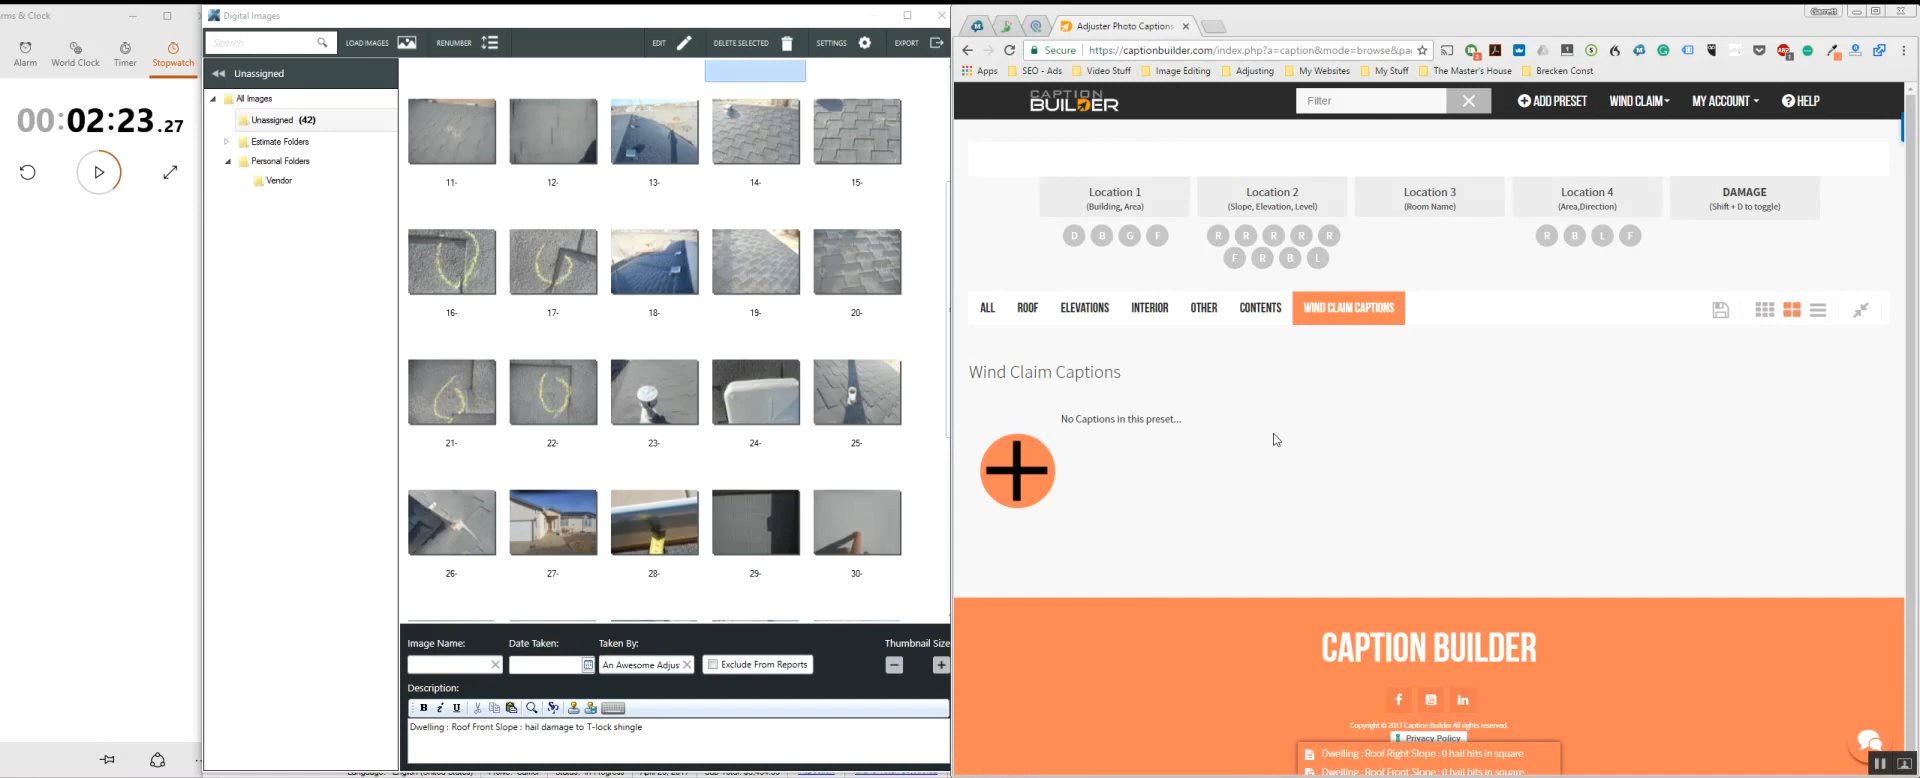 rms & Clock
Alarm
World Clock
Timer
Stopwatch
00:02:23.27
Digital Images
Search
LOAD IMAGES
RENUMBER
EDIT
DELETE SELECTED
SETTINGS
EXPORT
Unassigned
All Images
Unassigned (42)
Estimate Folders
Personal Folders
Vendor
11-
12-
13-
14-
15-
16-
17-
18-
19-
20-
21-
22-
23-
24-
25-
26-
27-
28-
29-
30-
Image Name:
Date Taken:
Taken By:
Thumbnail Size
An Awesome Adjus
Exclude From Reports
Description:
B i U
Dwelling : Roof Front Slope : hail damage to T-lock shingle
Garrett
Adjuster Photo Captions
Secure
https://captionbuilder.com/index.php?a=caption&mode=browse&pa
Apps
SEO - Ads
Video Stuff
Image Editing
Adjusting
My Websites
My Stuff
The Master's House
Brecken Const
CAPTION
BUILDER
Filter
ADD PRESET
WIND CLAIM
MY ACCOUNT
HELP
Location 1
(Building, Area)
Location 2
(Slope, Elevation, Level)
Location 3
(Room Name)
Location 4
(Area,Direction)
DAMAGE
(Shift + D to toggle)
D B G F
R R R R R
F R B L
R B L F
ALL
ROOF
ELEVATIONS
INTERIOR
OTHER
CONTENTS
WIND CLAIM CAPTIONS
Wind Claim Captions
No Captions in this preset...
CAPTION BUILDER
Copyright © 2017 Caption Builder All rights reserved.
Privacy Policy
Dwelling : Roof Right Slope : 0 hail hits in square
Dwelling : Roof Front Slope : 0 hail hits in square